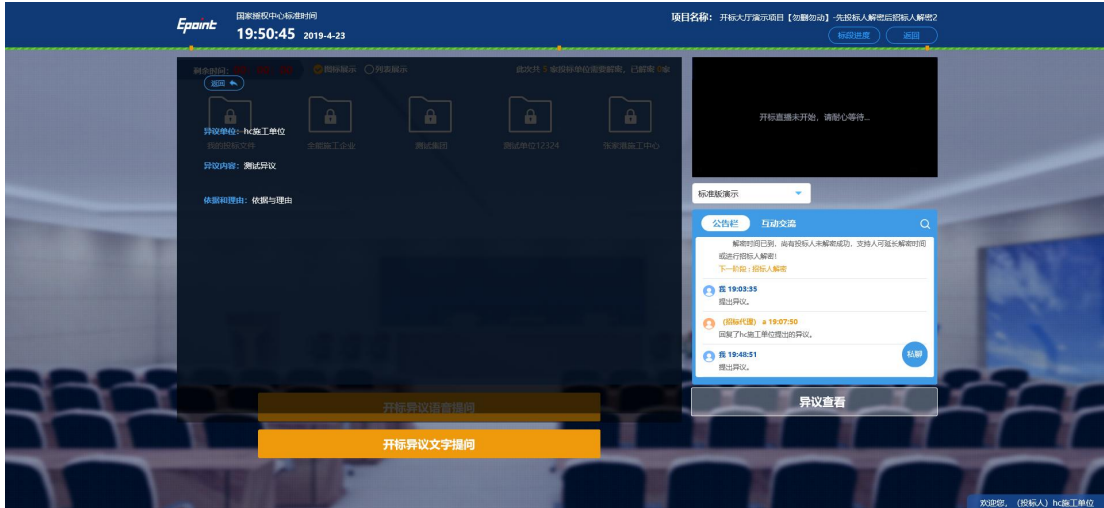 Epoint
国家授权中心标准时间
19:50:45 2019-4-23
项目名称： 开标大厅演示项目【勿删勿动】-先投标人解密后招标人解密2
标段进度
返回
剩余时间：
图标展示
列表展示
此次共 5 家投标单位需要解密，已解密 0家
返回
异议单位：hc施工单位
我的投标文件
全能施工企业
测试集团
测试单位12324
张家港施工中心
异议内容：测试异议
依据和理由：依据与理由
开标异议语音提问
开标异议文字提问
开标直播未开始，请耐心等待...
标准版演示
公告栏
互动交流
解密时间已到，尚有投标人未解密成功，支持人可延长解密时间
或进行招标人解密！
下一阶段：招标人解密
我 19:03:35
提出异议。
(招标代理) a 19:07:50
回复了hc施工单位提出的异议。
我 19:48:51
提出异议。
私聊
异议查看
欢迎您，（投标人）hc施工单位